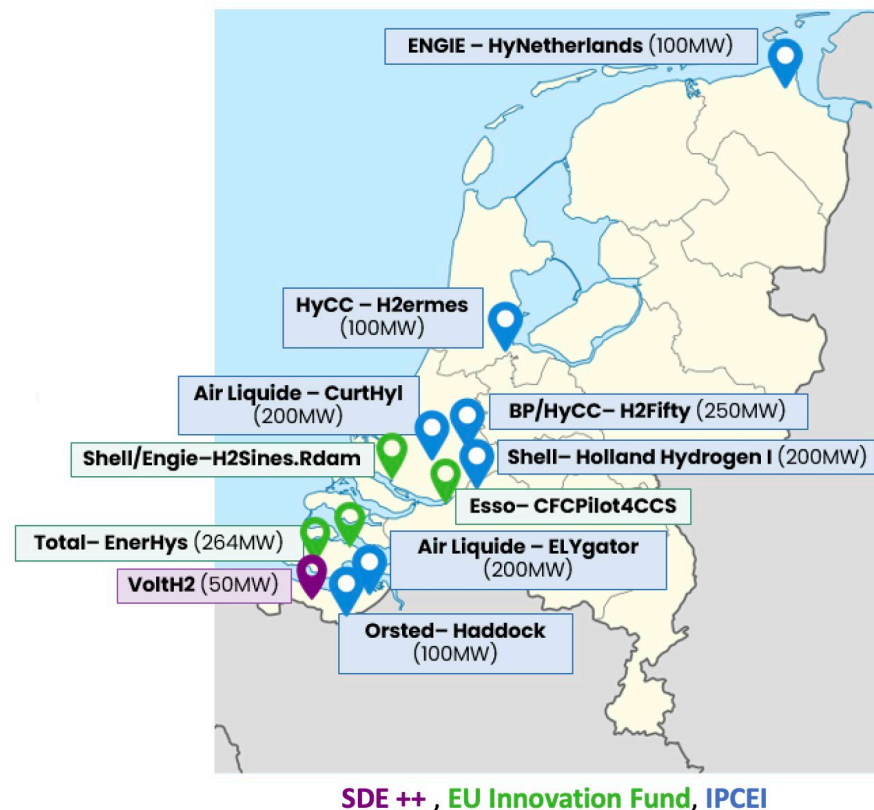 ENGIE – HyNetherlands (100MW)
HyCC – H2ermes
(100MW)
Air Liquide – CurtHyl
(200MW)
BP/HyCC– H2Fifty (250MW)
Shell/Engie–H2Sines.Rdam
Shell– Holland Hydrogen I (200MW)
Esso– CFCPilot4CCS
Total– EnerHys (264MW)
Air Liquide – ELYgator
(200MW)
VoltH2 (50MW)
Orsted– Haddock
(100MW)
SDE ++ , EU Innovation Fund, IPCEI